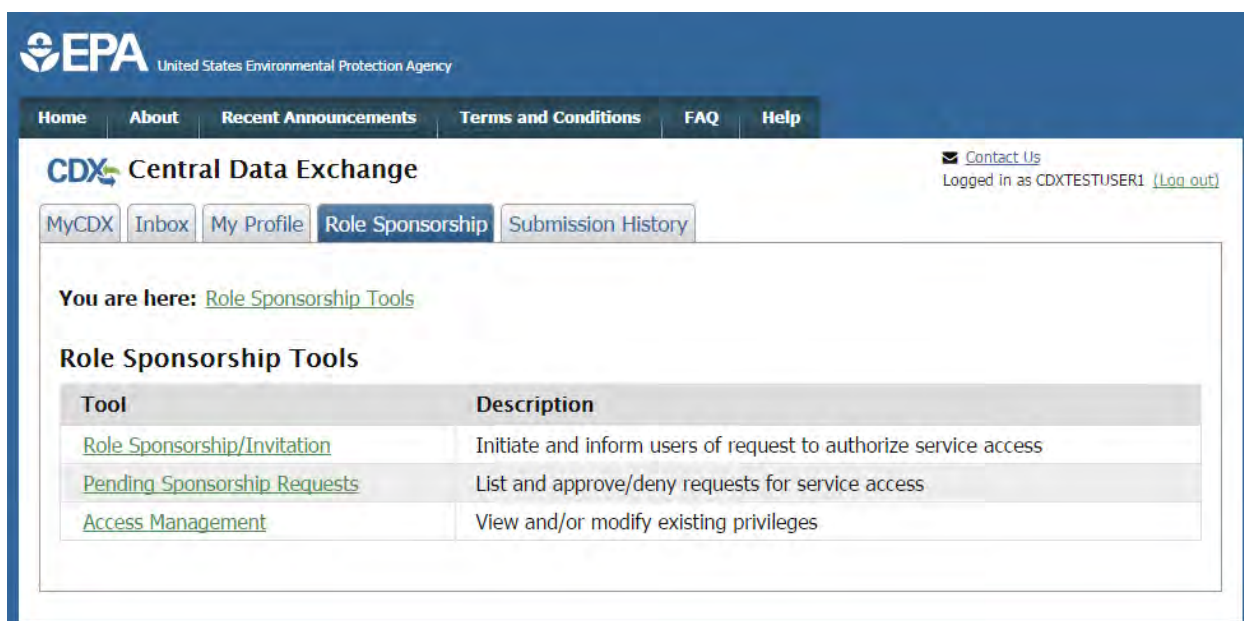 EPA United States Environmental Protection Agency
Home About Recent Announcements Terms and Conditions FAQ Help
CDX Central Data Exchange
Contact Us
Logged in as CDXTESTUSER1 (Log out)
MyCDX Inbox My Profile Role Sponsorship Submission History
You are here: Role Sponsorship Tools
Role Sponsorship Tools
Tool Description
Role Sponsorship/Invitation Initiate and inform users of request to authorize service access
Pending Sponsorship Requests List and approve/deny requests for service access
Access Management View and/or modify existing privileges